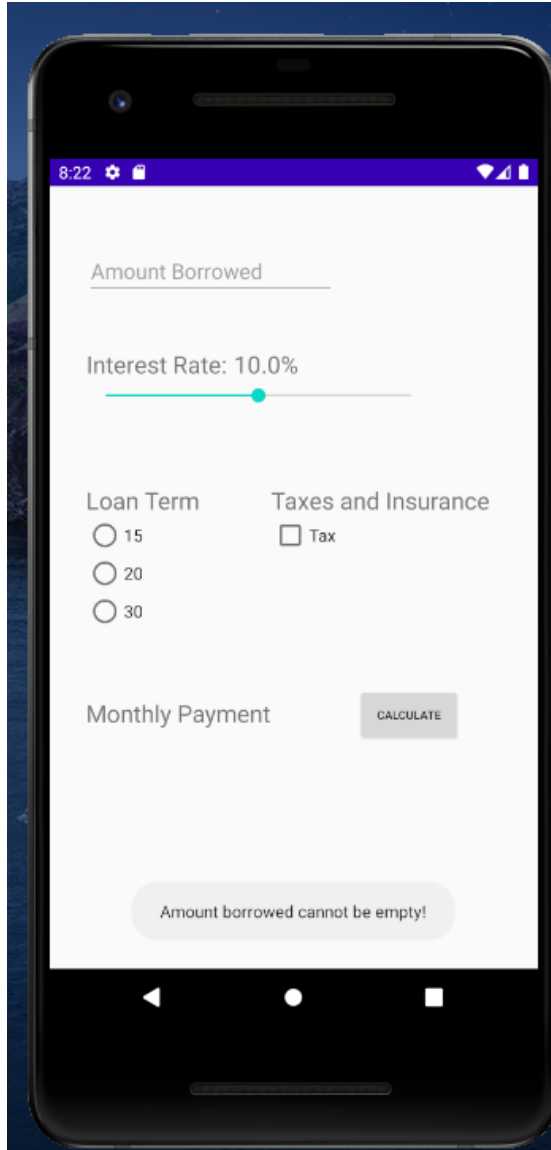 8:22
Amount Borrowed
Interest Rate: 10.0%
Loan Term
Taxes and Insurance
15
Tax
20
30
Monthly Payment
CALCULATE
Amount borrowed cannot be empty!